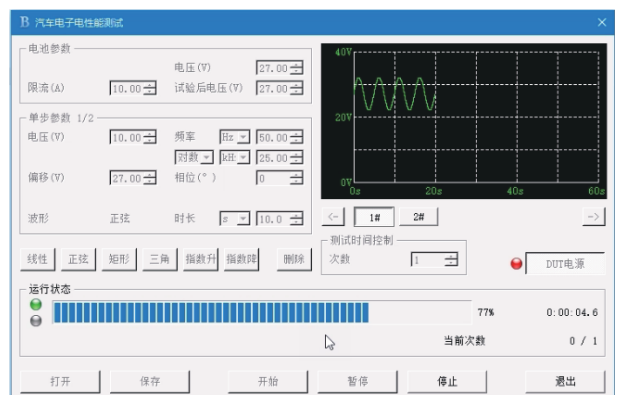 B 汽车电子电性能测试 ×
电池参数
电压(V) 27.00
限流(A) 10.00 试验后电压(V) 27.00
单步参数 1/2
电压(V) 10.00 频率 Hz 50.00
对数 kHz 25.00
偏移(V) 27.00 相位(°) 0
波形 正弦 时长 s 10.0
线性 正弦 矩形 三角 指数升 指数降 删除
40V
20V
0V
0s 20s 40s 60s
<- 1# 2# ->
测试时间控制
次数 1
DUT电源
运行状态
77% 0:00:04.6
当前次数 0 / 1
打开 保存 开始 暂停 停止 退出